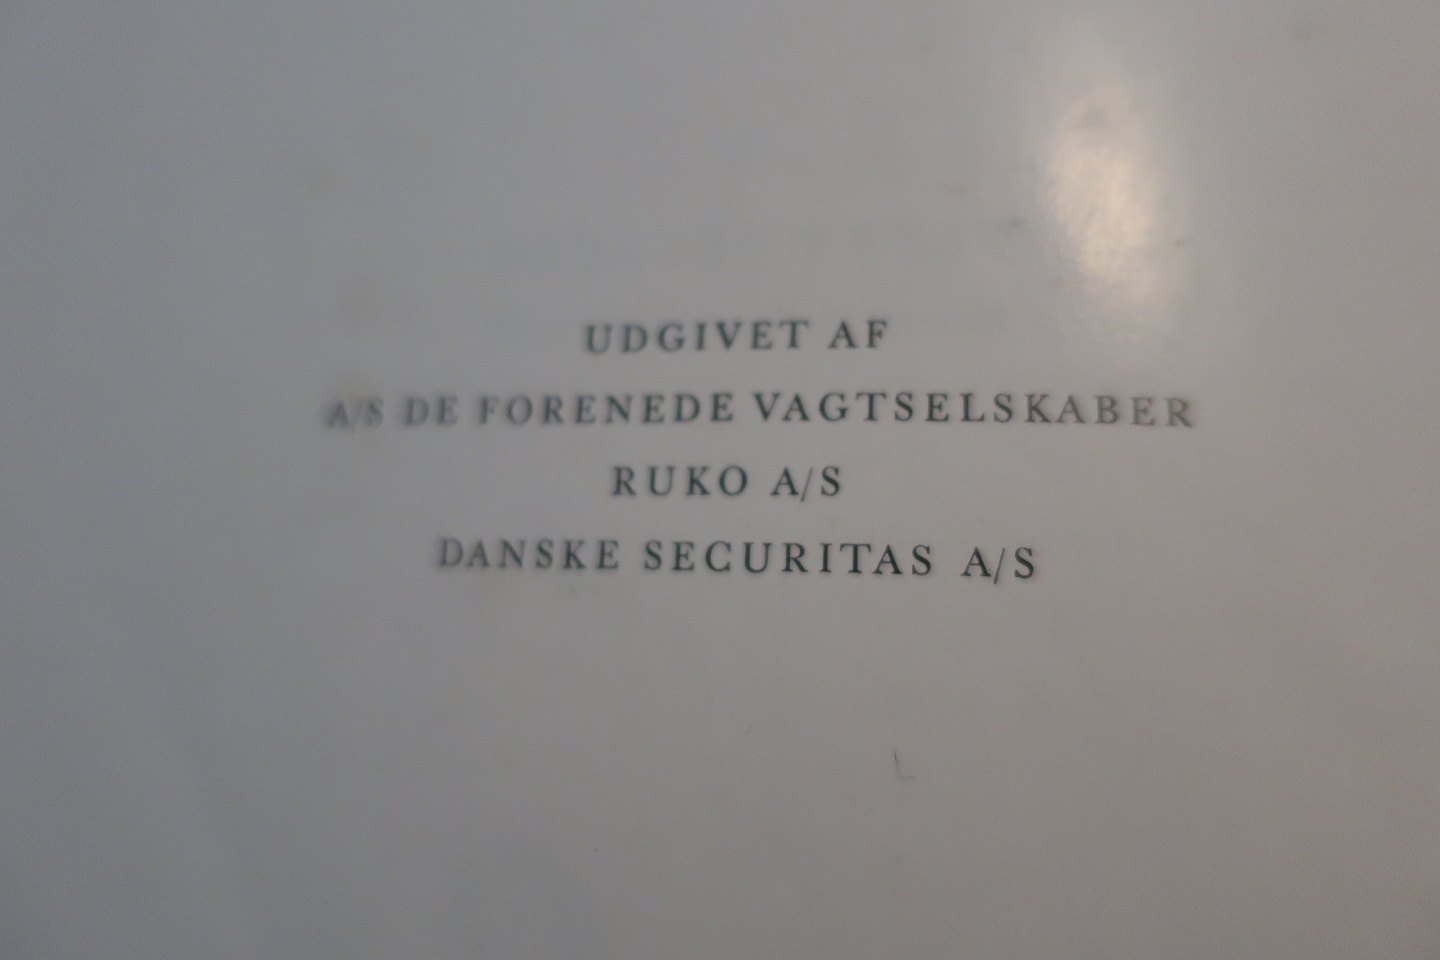 UDGIVET AF
A/S DE FORENEDE VAGTSELSKABER
RUKO A/S
DANSKE SECURITAS A/S